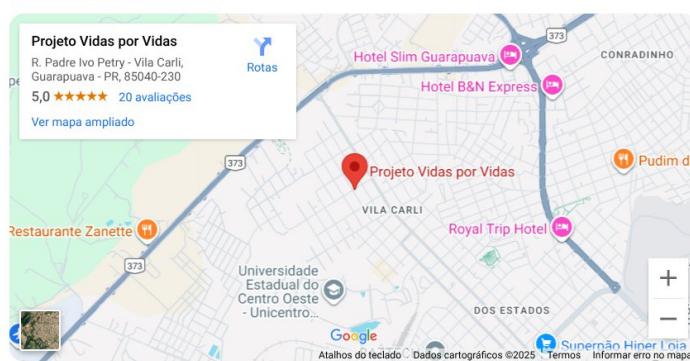 Projeto Vidas por Vidas
R. Padre Ivo Petry - Vila Carli,
Guarapuava - PR, 85040-230
5,0 ★★★★★ 20 avaliações
Ver mapa ampliado
Rotas
373
Hotel Slim Guarapuava
CONRADINHO
Hotel B&N Express
373
Pudim d
Projeto Vidas por Vidas
VILA CARLI
Restaurante Zanette
Royal Trip Hotel
373
Universidade
Estadual do
Centro Oeste
- Unicentro...
DOS ESTADOS
+
−
Google
Superpão Hiper Loja
Atalhos do teclado Dados cartográficos ©2025 Termos Informar erro no mapa